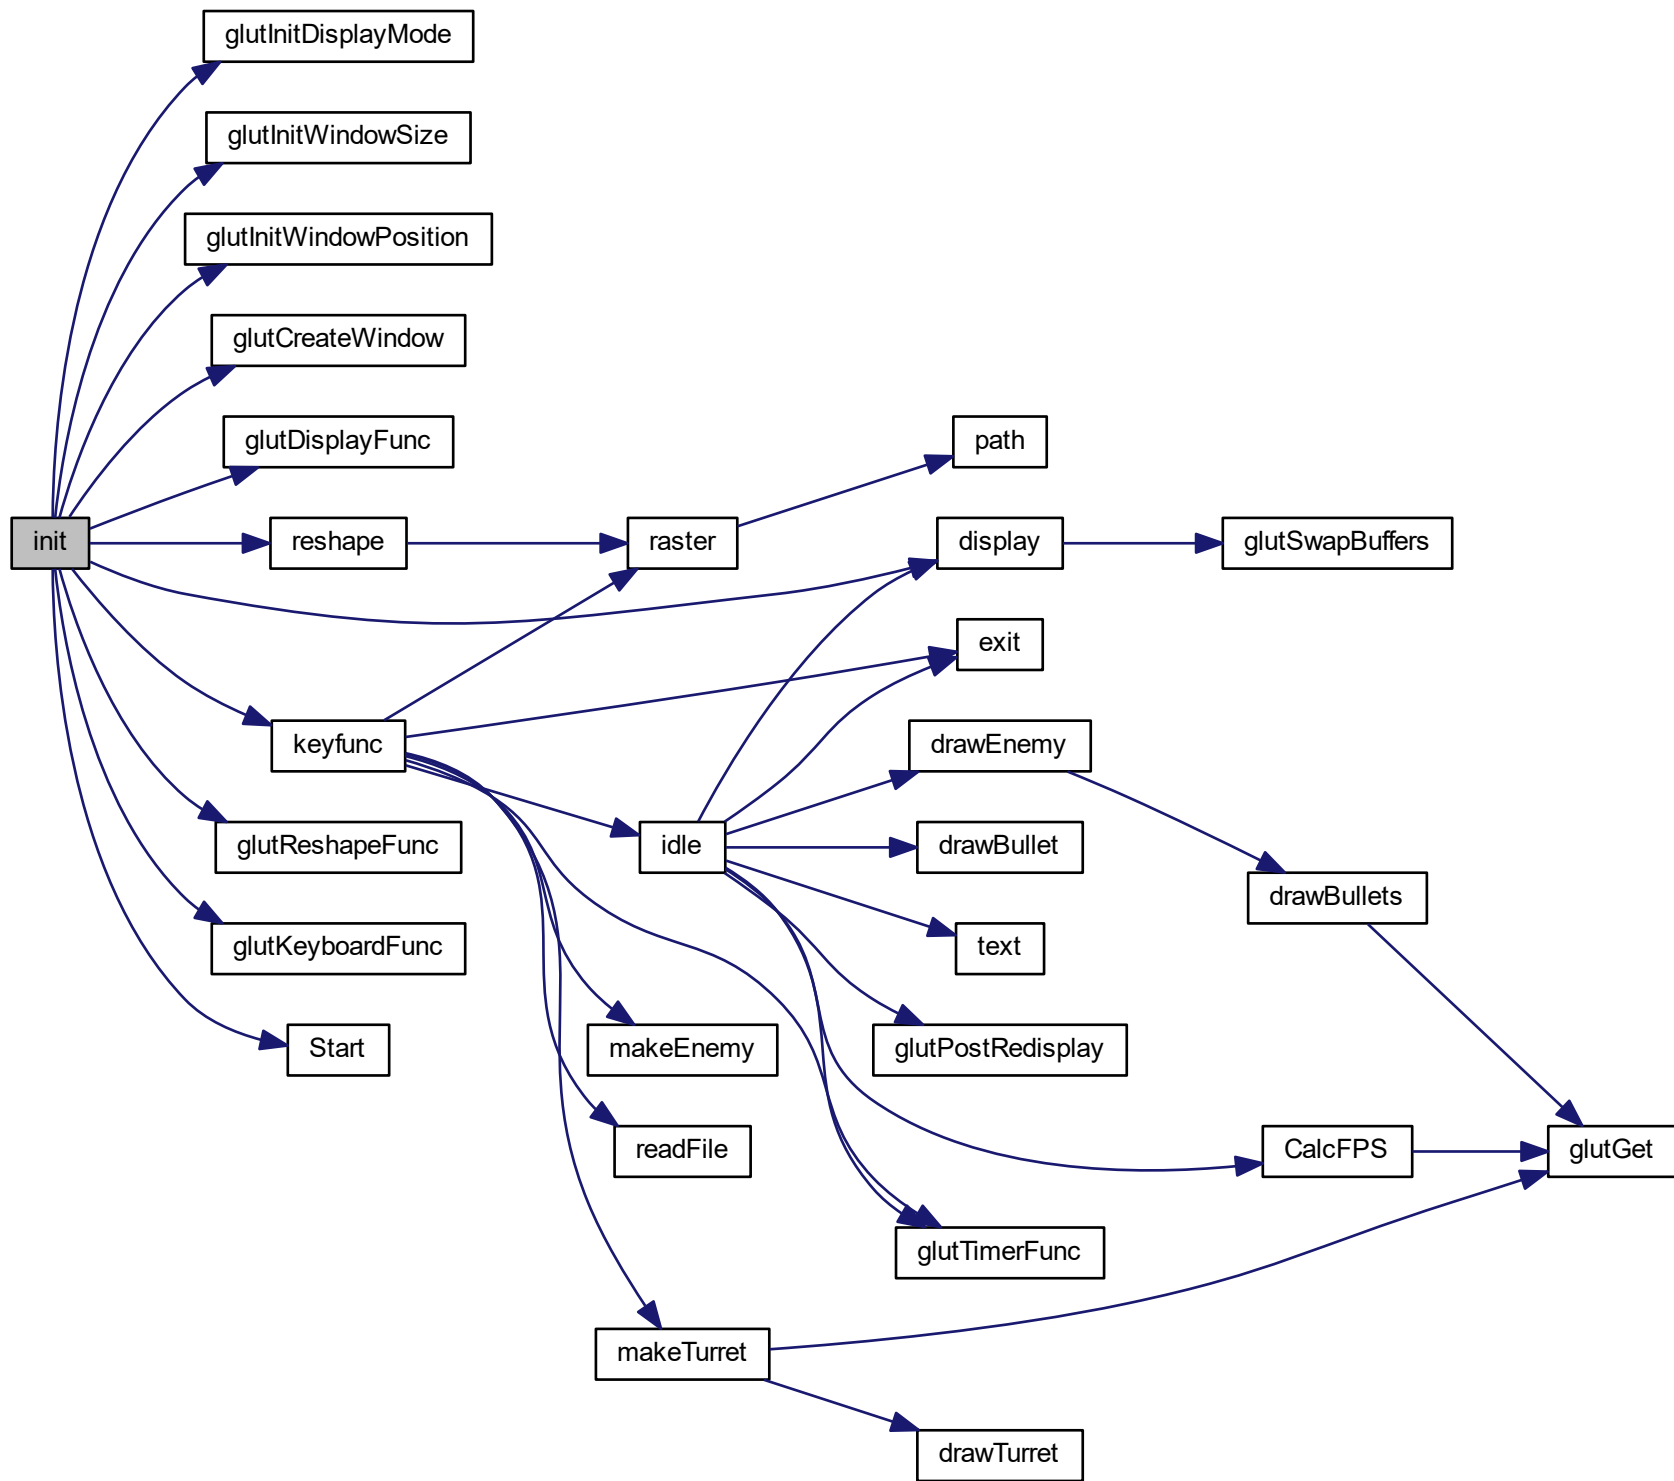 glutInitDisplayMode
glutInitWindowSize
glutInitWindowPosition
glutCreateWindow
glutDisplayFunc
path
init
reshape
raster
display
glutSwapBuffers
exit
keyfunc
drawEnemy
glutReshapeFunc
idle
drawBullet
drawBullets
glutKeyboardFunc
text
Start
makeEnemy
glutPostRedisplay
readFile
CalcFPS
glutGet
glutTimerFunc
makeTurret
drawTurret